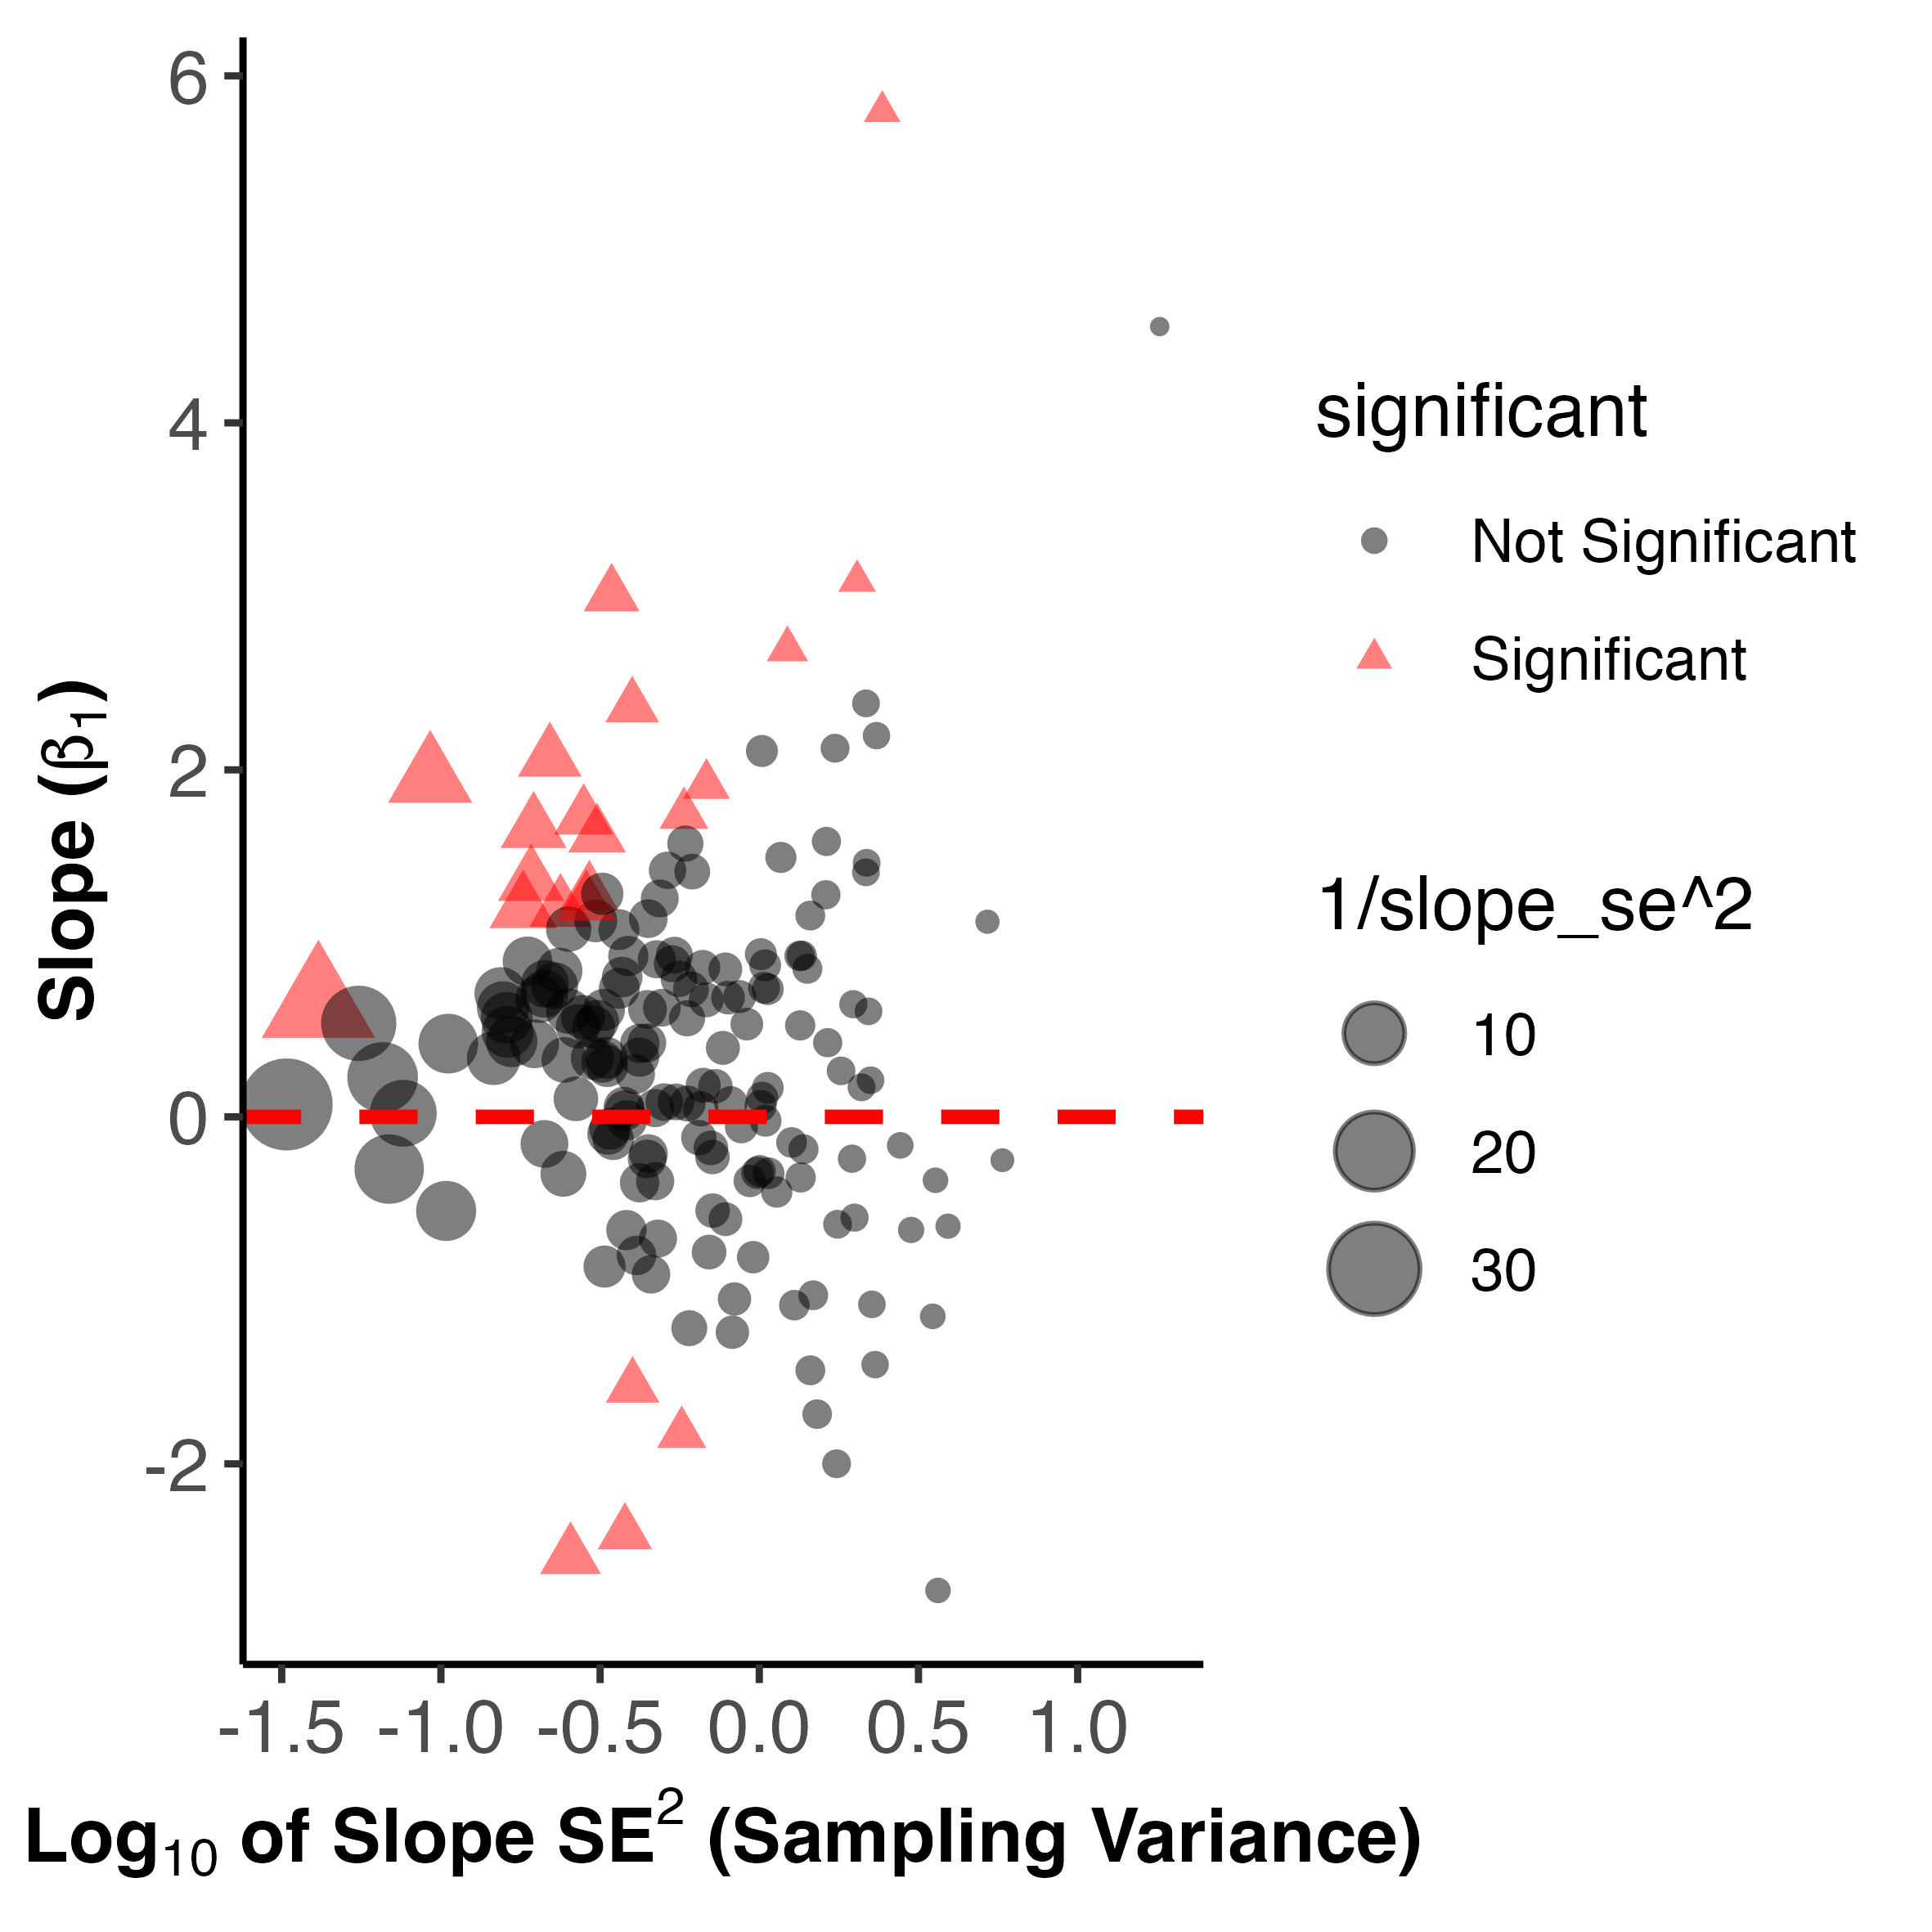 6
4
2
0
-2
Slope (β₁)
-1.5 -1.0 -0.5 0.0 0.5 1.0
Log₁₀ of Slope SE² (Sampling Variance)
significant
Not Significant
Significant
1/slope_se^2
10
20
30